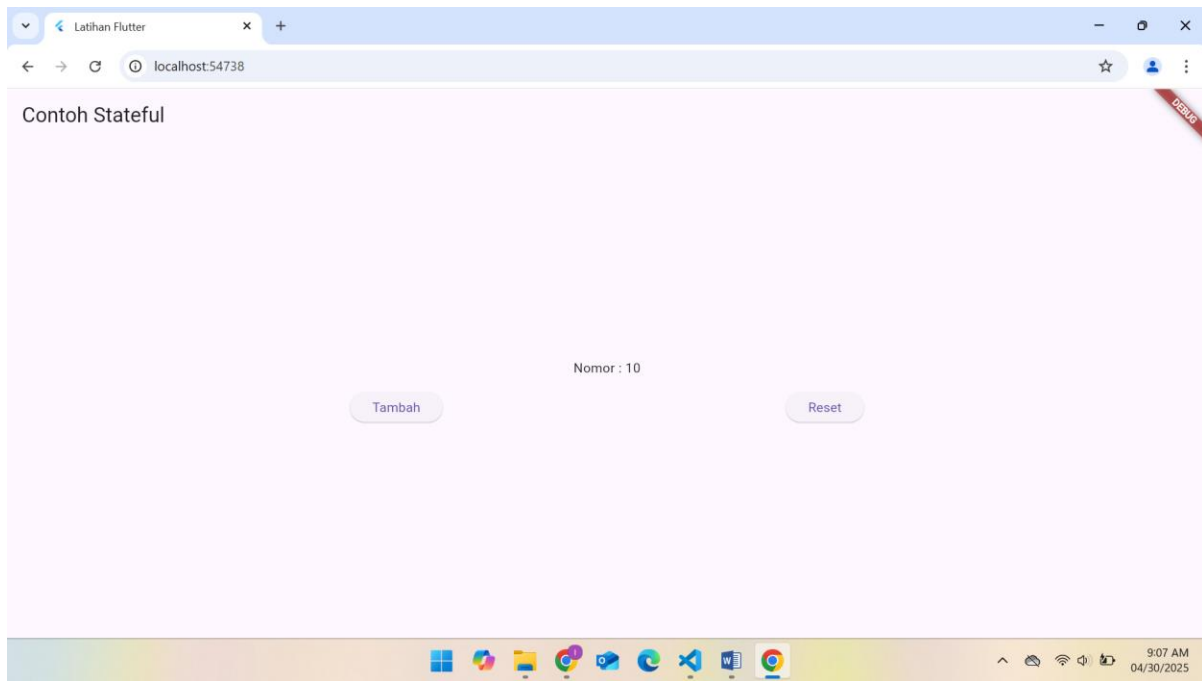 Latihan Flutter
localhost:54738
Contoh Stateful
DEBUG
Nomor : 10
Tambah
Reset
9:07 AM
04/30/2025